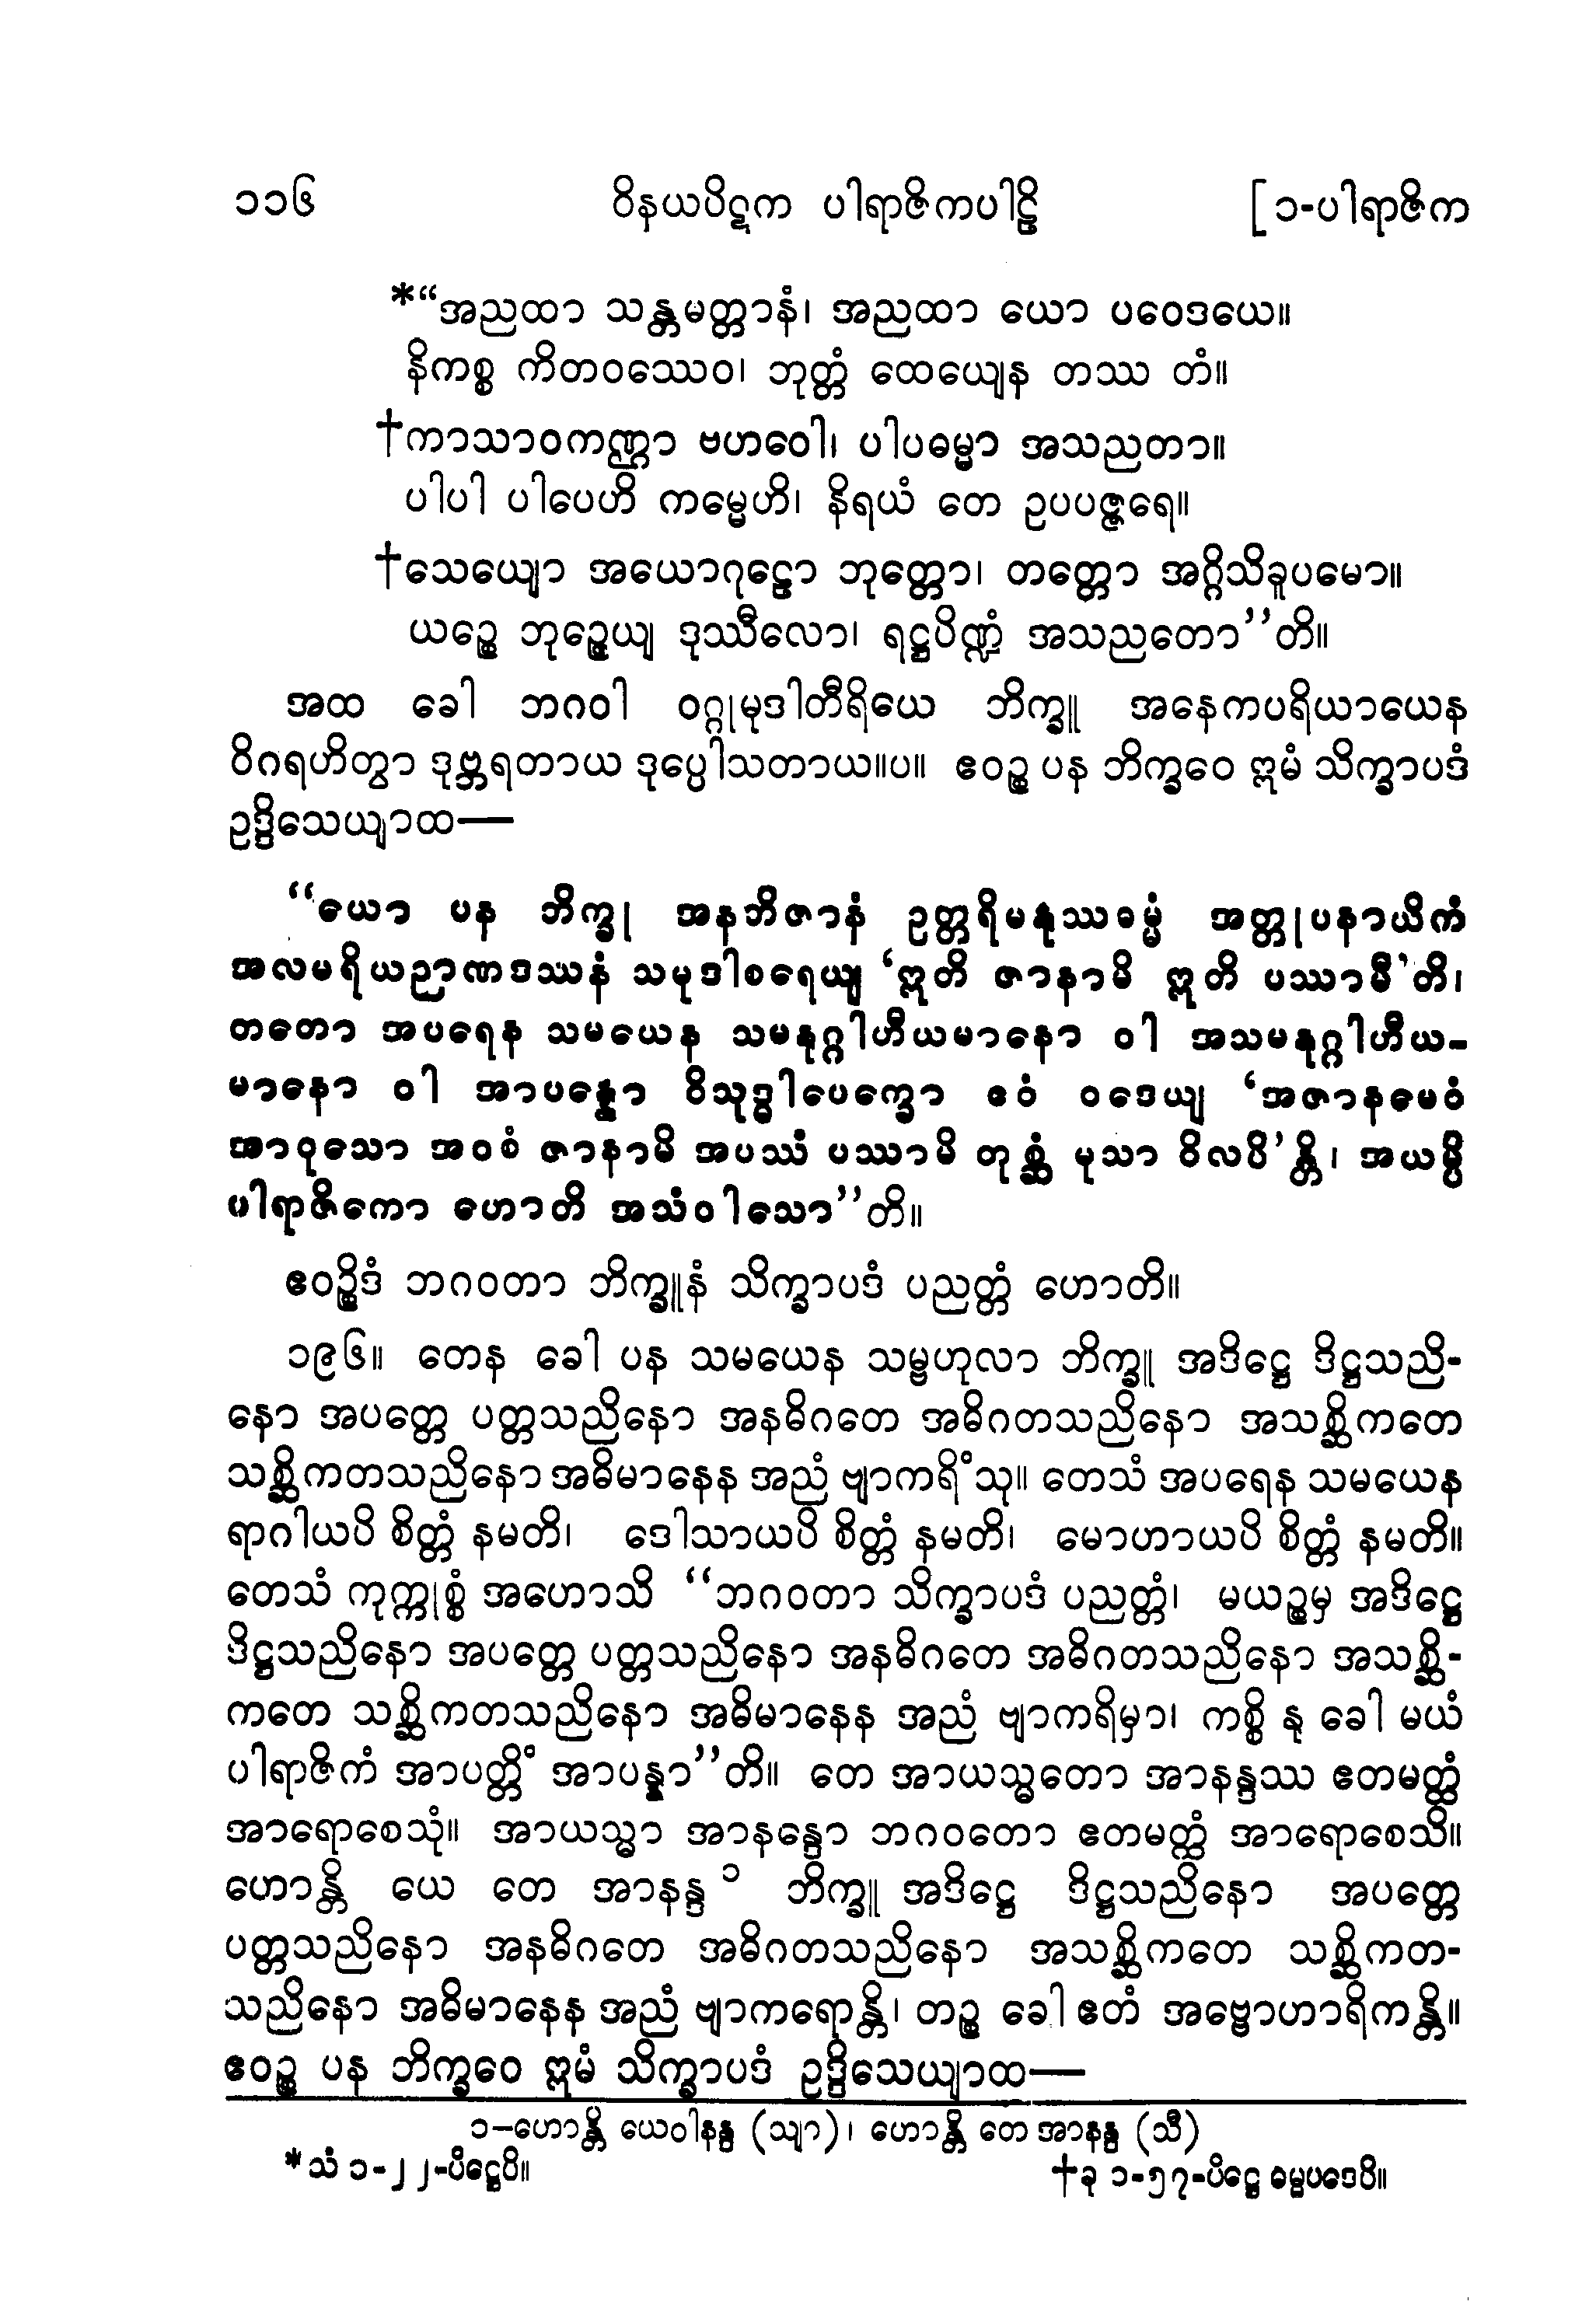 ၁၁၆ ဝိနယပိဋက ပါရာဇိကပါဠိ [၁-ပါရာဇိက
*“အညထာ သန္တမတ္တာနံ၊ အညထာ ယော ပဝေဒယေ။
နိကစ္စ ကိတဝဿေဝ၊ ဘုတ္တံ ထေယျေန တဿ တံ။
†ကာသာဝကဏ္ဌာ ဗဟဝေါ၊ ပါပဓမ္မာ အသညတာ။
ပါပါ ပါပေဟိ ကမ္မေဟိ၊ နိရယံ တေ ဥပပဇ္ဇရေ။
†သေယျော အယောဂုဠော ဘုတ္တော၊ တတ္တော အဂ္ဂိသိခူပမော။
ယဉ္စေ ဘုဉ္ဇေယျ ဒုဿီလော၊ ရဋ္ဌပိဏ္ဍံ အသညတော”တိ။
အထ ခေါ ဘဂဝါ ဝဂ္ဂုမုဒါတီရိယေ ဘိက္ခူ အနေကပရိယာယေန
ဝိဂရဟိတွာ ဒုဗ္ဘရတာယ ဒုပ္ပေါသတာယ။ပ။ ဧဝဉ္စ ပန ဘိက္ခဝေ ဣမံ သိက္ခာပဒံ
ဥဒ္ဒိသေယျာထ—
“ယော ပန ဘိက္ခု အနဘိဇာနံ ဥတ္တရိမနုဿဓမ္မံ အတ္တုပနာယိကံ
အလမရိယဉာဏဒဿနံ သမုဒါစရေယျ ‘ဣတိ ဇာနာမိ ဣတိ ပဿာမီ’တိ၊
တတော အပရေန သမယေန သမနုဂ္ဂါဟီယမာနော ဝါ အသမနုဂ္ဂါဟီယ-
မာနော ဝါ အာပန္နော ဝိသုဒ္ဓါပေက္ခော ဧဝံ ဝဒေယျ ‘အဇာနမေဝံ
အာဝုသော အဝစံ ဇာနာမိ အပဿံ ပဿာမိ တုစ္ဆံ မုသာ ဝိလပိ’န္တိ၊ အယမ္ပိ
ပါရာဇိကော ဟောတိ အသံဝါသော”တိ။
ဧဝဉ္စိဒံ ဘဂဝတာ ဘိက္ခူနံ သိက္ခာပဒံ ပညတ္တံ ဟောတိ။
၁၉၆။ တေန ခေါ ပန သမယေန သမ္ဗဟုလာ ဘိက္ခူ အဒိဋ္ဌေ ဒိဋ္ဌသညိ-
နော အပတ္တေ ပတ္တသညိနော အနဓိဂတေ အဓိဂတသညိနော အသစ္ဆိကတေ
သစ္ဆိကတသညိနော အဓိမာနေန အညံ ဗျာကရိံသု။ တေသံ အပရေန သမယေန
ရာဂါယပိ စိတ္တံ နမတိ၊ ဒေါသာယပိ စိတ္တံ နမတိ၊ မောဟာယပိ စိတ္တံ နမတိ။
တေသံ ကုက္ကုစ္စံ အဟောသိ “ဘဂဝတာ သိက္ခာပဒံ ပညတ္တံ၊ မယဉ္စမှ အဒိဋ္ဌေ
ဒိဋ္ဌသညိနော အပတ္တေ ပတ္တသညိနော အနဓိဂတေ အဓိဂတသညိနော အသစ္ဆိ-
ကတေ သစ္ဆိကတသညိနော အဓိမာနေန အညံ ဗျာကရိမှာ၊ ကစ္စိ နု ခေါ မယံ
ပါရာဇိကံ အာပတ္တိံ အာပန္နာ”တိ။ တေ အာယသ္မတော အာနန္ဒဿ ဧတမတ္ထံ
အာရောစေသုံ။ အာယသ္မာ အာနန္ဒော ဘဂဝတော ဧတမတ္ထံ အာရောစေသိ။
ဟောန္တိ ယေ တေ အာနန္ဒ ၁ ဘိက္ခူ အဒိဋ္ဌေ ဒိဋ္ဌသညိနော အပတ္တေ
ပတ္တသညိနော အနဓိဂတေ အဓိဂတသညိနော အသစ္ဆိကတေ သစ္ဆိကတ-
သညိနော အဓိမာနေန အညံ ဗျာကရောန္တိ၊ တဉ္စ ခေါ ဧတံ အဗ္ဗောဟာရိကန္တိ။
ဧဝဉ္စ ပန ဘိက္ခဝေ ဣမံ သိက္ခာပဒံ ဥဒ္ဒိသေယျာထ—
၁-ဟောန္တိ ယေဝါနန္ဒ (သျာ)၊ ဟောန္တိ တေ အာနန္ဒ (သီ)
*သံ ၁-၂၂-ပိဋ္ဌေပိ။ †ခု ၁-၅၇-ပိဋ္ဌေ ဓမ္မပဒေပိ။